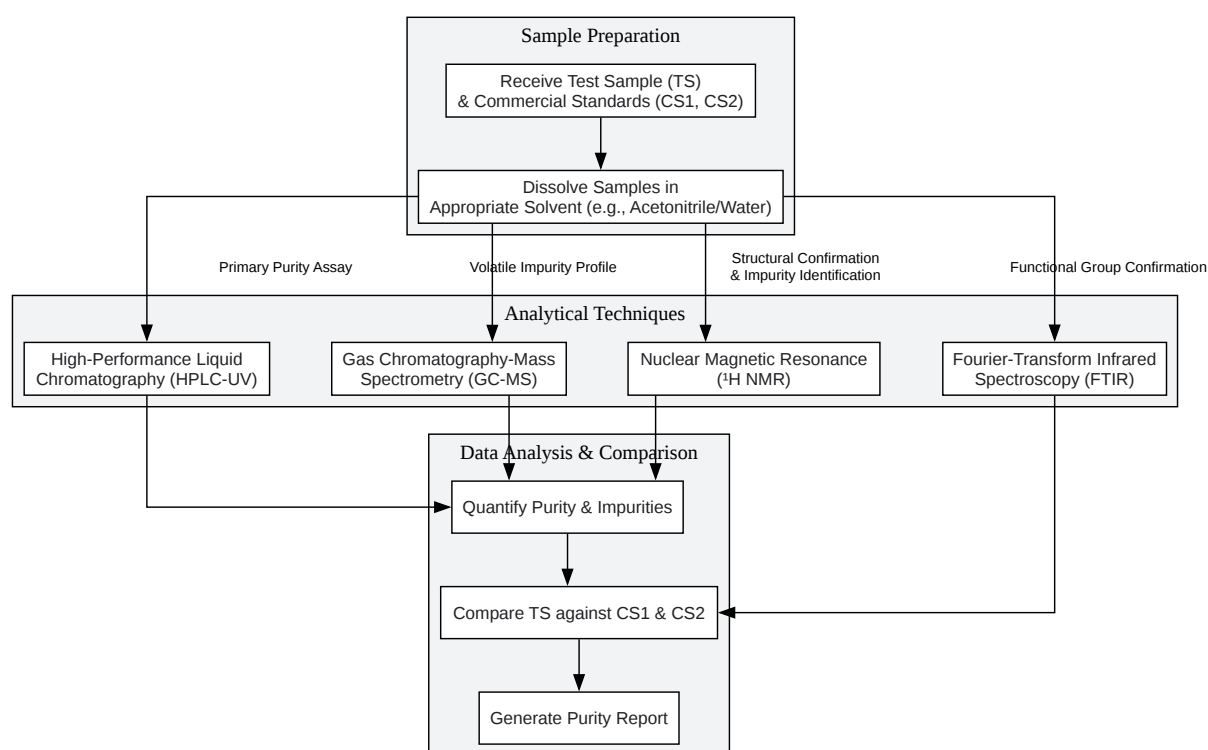 Sample Preparation
Receive Test Sample (TS)
& Commercial Standards (CS1, CS2)
Dissolve Samples in
Appropriate Solvent (e.g., Acetonitrile/Water)
Primary Purity Assay
Volatile Impurity Profile
Structural Confirmation
& Impurity Identification
Functional Group Confirmation
Analytical Techniques
High-Performance Liquid
Chromatography (HPLC-UV)
Gas Chromatography-Mass
Spectrometry (GC-MS)
Nuclear Magnetic Resonance
(¹H NMR)
Fourier-Transform Infrared
Spectroscopy (FTIR)
Data Analysis & Comparison
Quantify Purity & Impurities
Compare TS against CS1 & CS2
Generate Purity Report